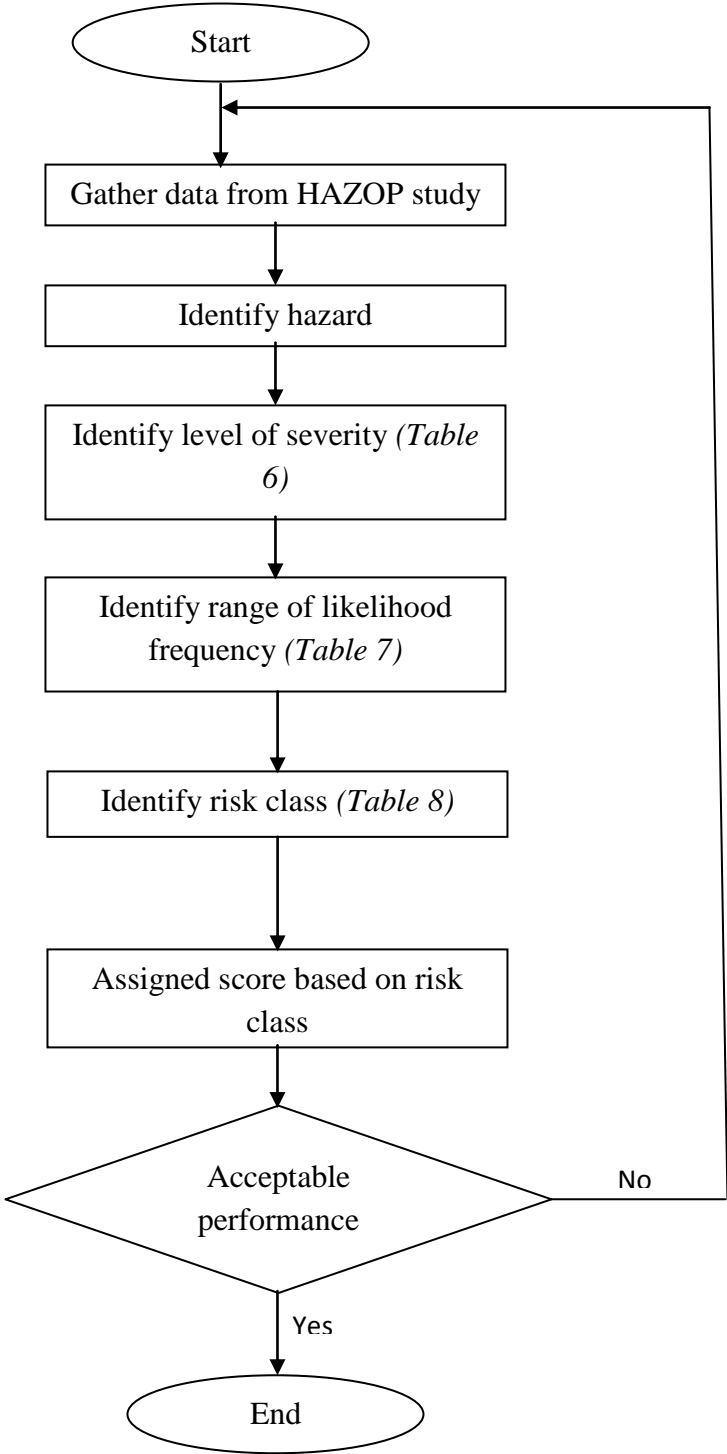 Start
Gather data from HAZOP study
Identify hazard
Identify level of severity (Table
6)
Identify range of likelihood
frequency (Table 7)
Identify risk class (Table 8)
Assigned score based on risk
class
Acceptable
performance
No
Yes
End